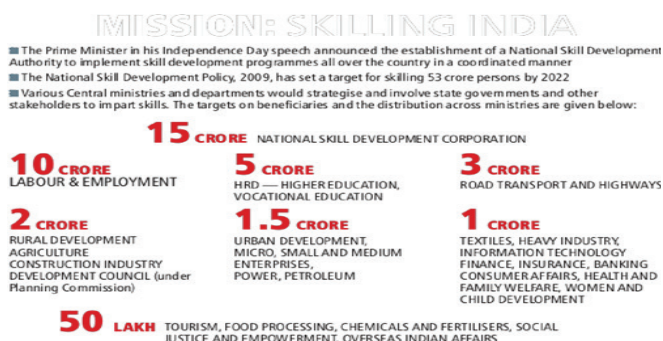 MISSION: SKILLING INDIA
The Prime Minister in his Independence Day speech announced the establishment of a National Skill Development
Authority to implement skill development programmes all over the country in a coordinated manner
The National Skill Development Policy, 2009, has set a target for skilling 53 crore persons by 2022
Various Central ministries and departments would strategise and involve state governments and other
stakeholders to impart skills. The targets on beneficiaries and the distribution across ministries are given below:
15 CRORE NATIONAL SKILL DEVELOPMENT CORPORATION
10 CRORE
LABOUR & EMPLOYMENT
5 CRORE
HRD — HIGHER EDUCATION,
VOCATIONAL EDUCATION
3 CRORE
ROAD TRANSPORT AND HIGHWAYS
2 CRORE
RURAL DEVELOPMENT
AGRICULTURE
CONSTRUCTION INDUSTRY
DEVELOPMENT COUNCIL (under
Planning Commission)
1.5 CRORE
URBAN DEVELOPMENT,
MICRO, SMALL AND MEDIUM
ENTERPRISES,
POWER, PETROLEUM
1 CRORE
TEXTILES, HEAVY INDUSTRY,
INFORMATION TECHNOLOGY
FINANCE, INSURANCE, BANKING
CONSUMER AFFAIRS, HEALTH AND
FAMILY WELFARE, WOMEN AND
CHILD DEVELOPMENT
50 LAKH TOURISM, FOOD PROCESSING, CHEMICALS AND FERTILISERS, SOCIAL
JUSTICE AND EMPOWERMENT, OVERSEAS INDIAN AFFAIRS